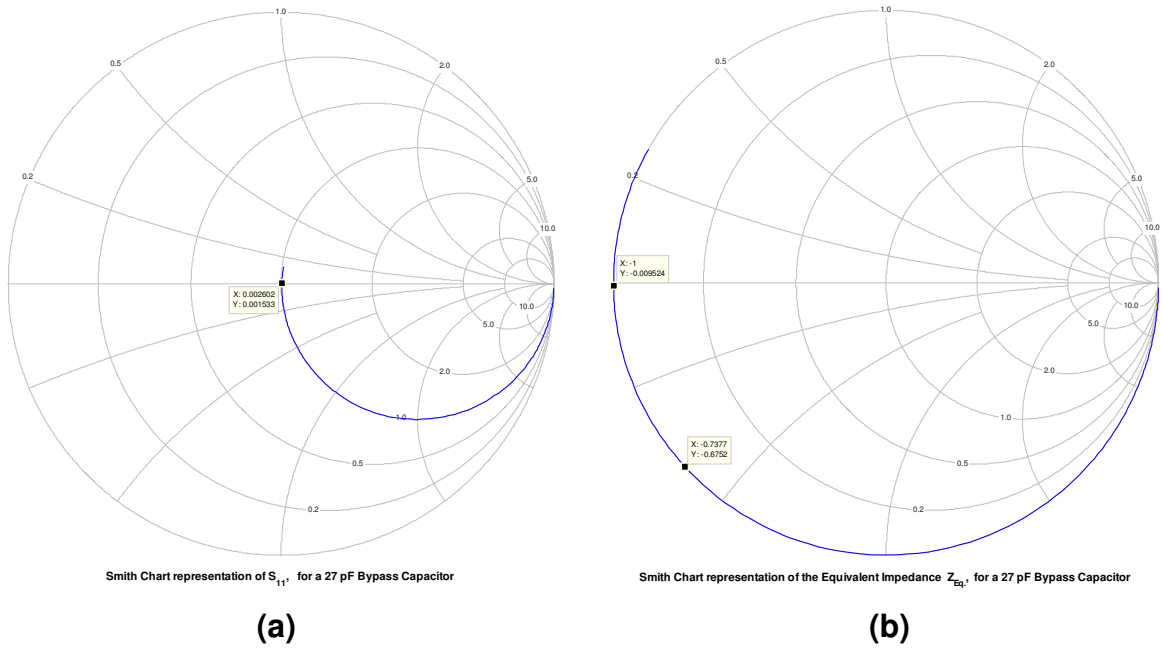 1.0
0.5
2.0
0.2
5.0
10.0
X: 0.002602
Y: 0.001533
10.0
5.0
2.0
1.0
0.5
0.2
Smith Chart representation of S11, for a 27 pF Bypass Capacitor
(a)
1.0
0.5
2.0
0.2
5.0
10.0
X: -1
Y: -0.009524
10.0
5.0
2.0
1.0
X: -0.7377
Y: -0.6752
0.5
0.2
Smith Chart representation of the Equivalent Impedance ZEq., for a 27 pF Bypass Capacitor
(b)